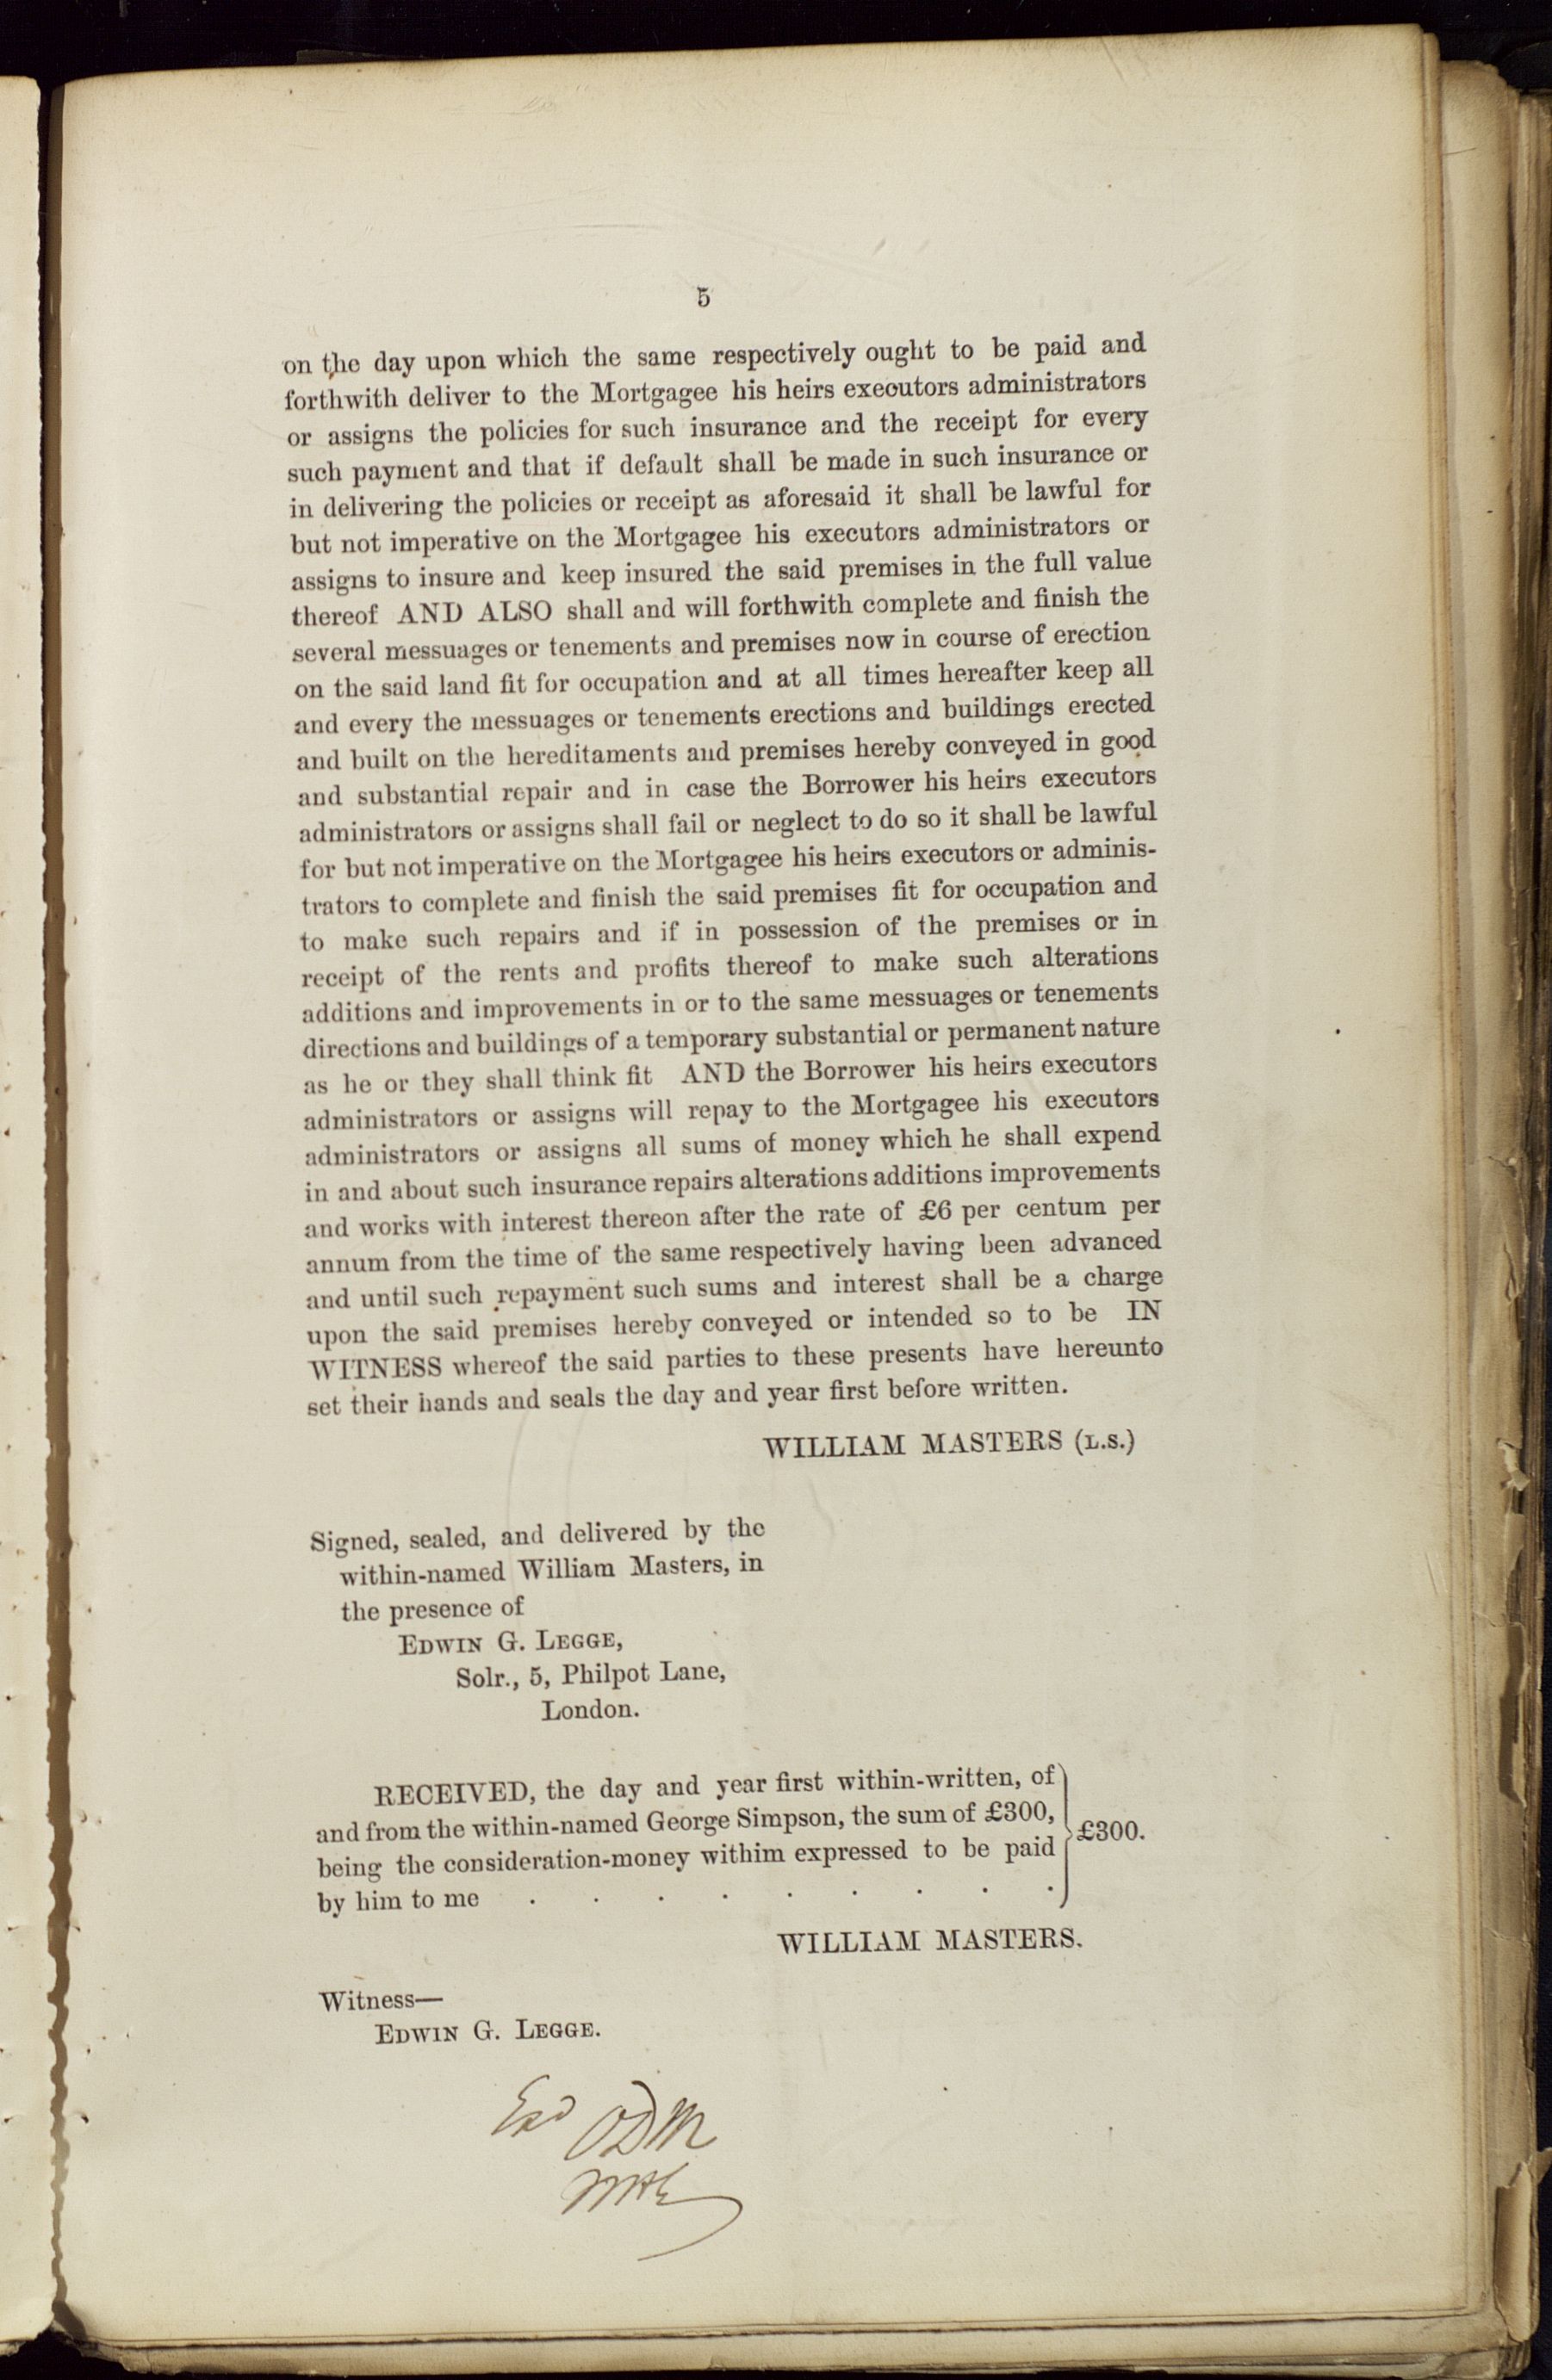 5
on the day upon which the same respectively ought to be paid and
forthwith deliver to the Mortgagee his heirs executors administrators
or assigns the policies for such insurance and the receipt for every
such payment and that if default shall be made in such insurance or
in delivering the policies or receipt as aforesaid it shall be lawful for
but not imperative on the Mortgagee his executors administrators or
assigns to insure and keep insured the said premises in the full value
thereof AND ALSO shall and will forthwith complete and finish the
several messuages or tenements and premises now in course of erection
on the said land fit for occupation and at all times hereafter keep all
and every the messuages or tenements erections and buildings erected
and built on the hereditaments and premises hereby conveyed in good
and substantial repair and in case the Borrower his heirs executors
administrators or assigns shall fail or neglect to do so it shall be lawful
for but not imperative on the Mortgagee his heirs executors or adminis-
trators to complete and finish the said premises fit for occupation and
to make such repairs and if in possession of the premises or in
receipt of the rents and profits thereof to make such alterations
additions and improvements in or to the same messuages or tenements
directions and buildings of a temporary substantial or permanent nature
as he or they shall think fit AND the Borrower his heirs executors
administrators or assigns will repay to the Mortgagee his executors
administrators or assigns all sums of money which he shall expend
in and about such insurance repairs alterations additions improvements
and works with interest thereon after the rate of £6 per centum per
annum from the time of the same respectively having been advanced
and until such repayment such sums and interest shall be a charge
upon the said premises hereby conveyed or intended so to be IN
WITNESS whereof the said parties to these presents have hereunto
set their hands and seals the day and year first before written.
WILLIAM MASTERS (L.S.)
Signed, sealed, and delivered by the
within-named William Masters, in
the presence of
EDWIN G. LEGGE,
Solr., 5, Philpot Lane,
London.
RECEIVED, the day and year first within-written, of
and from the within-named George Simpson, the sum of £300,
being the consideration-money withim expressed to be paid
by him to me . . . . . . . . . £300.
WILLIAM MASTERS.
Witness—
EDWIN G. LEGGE.